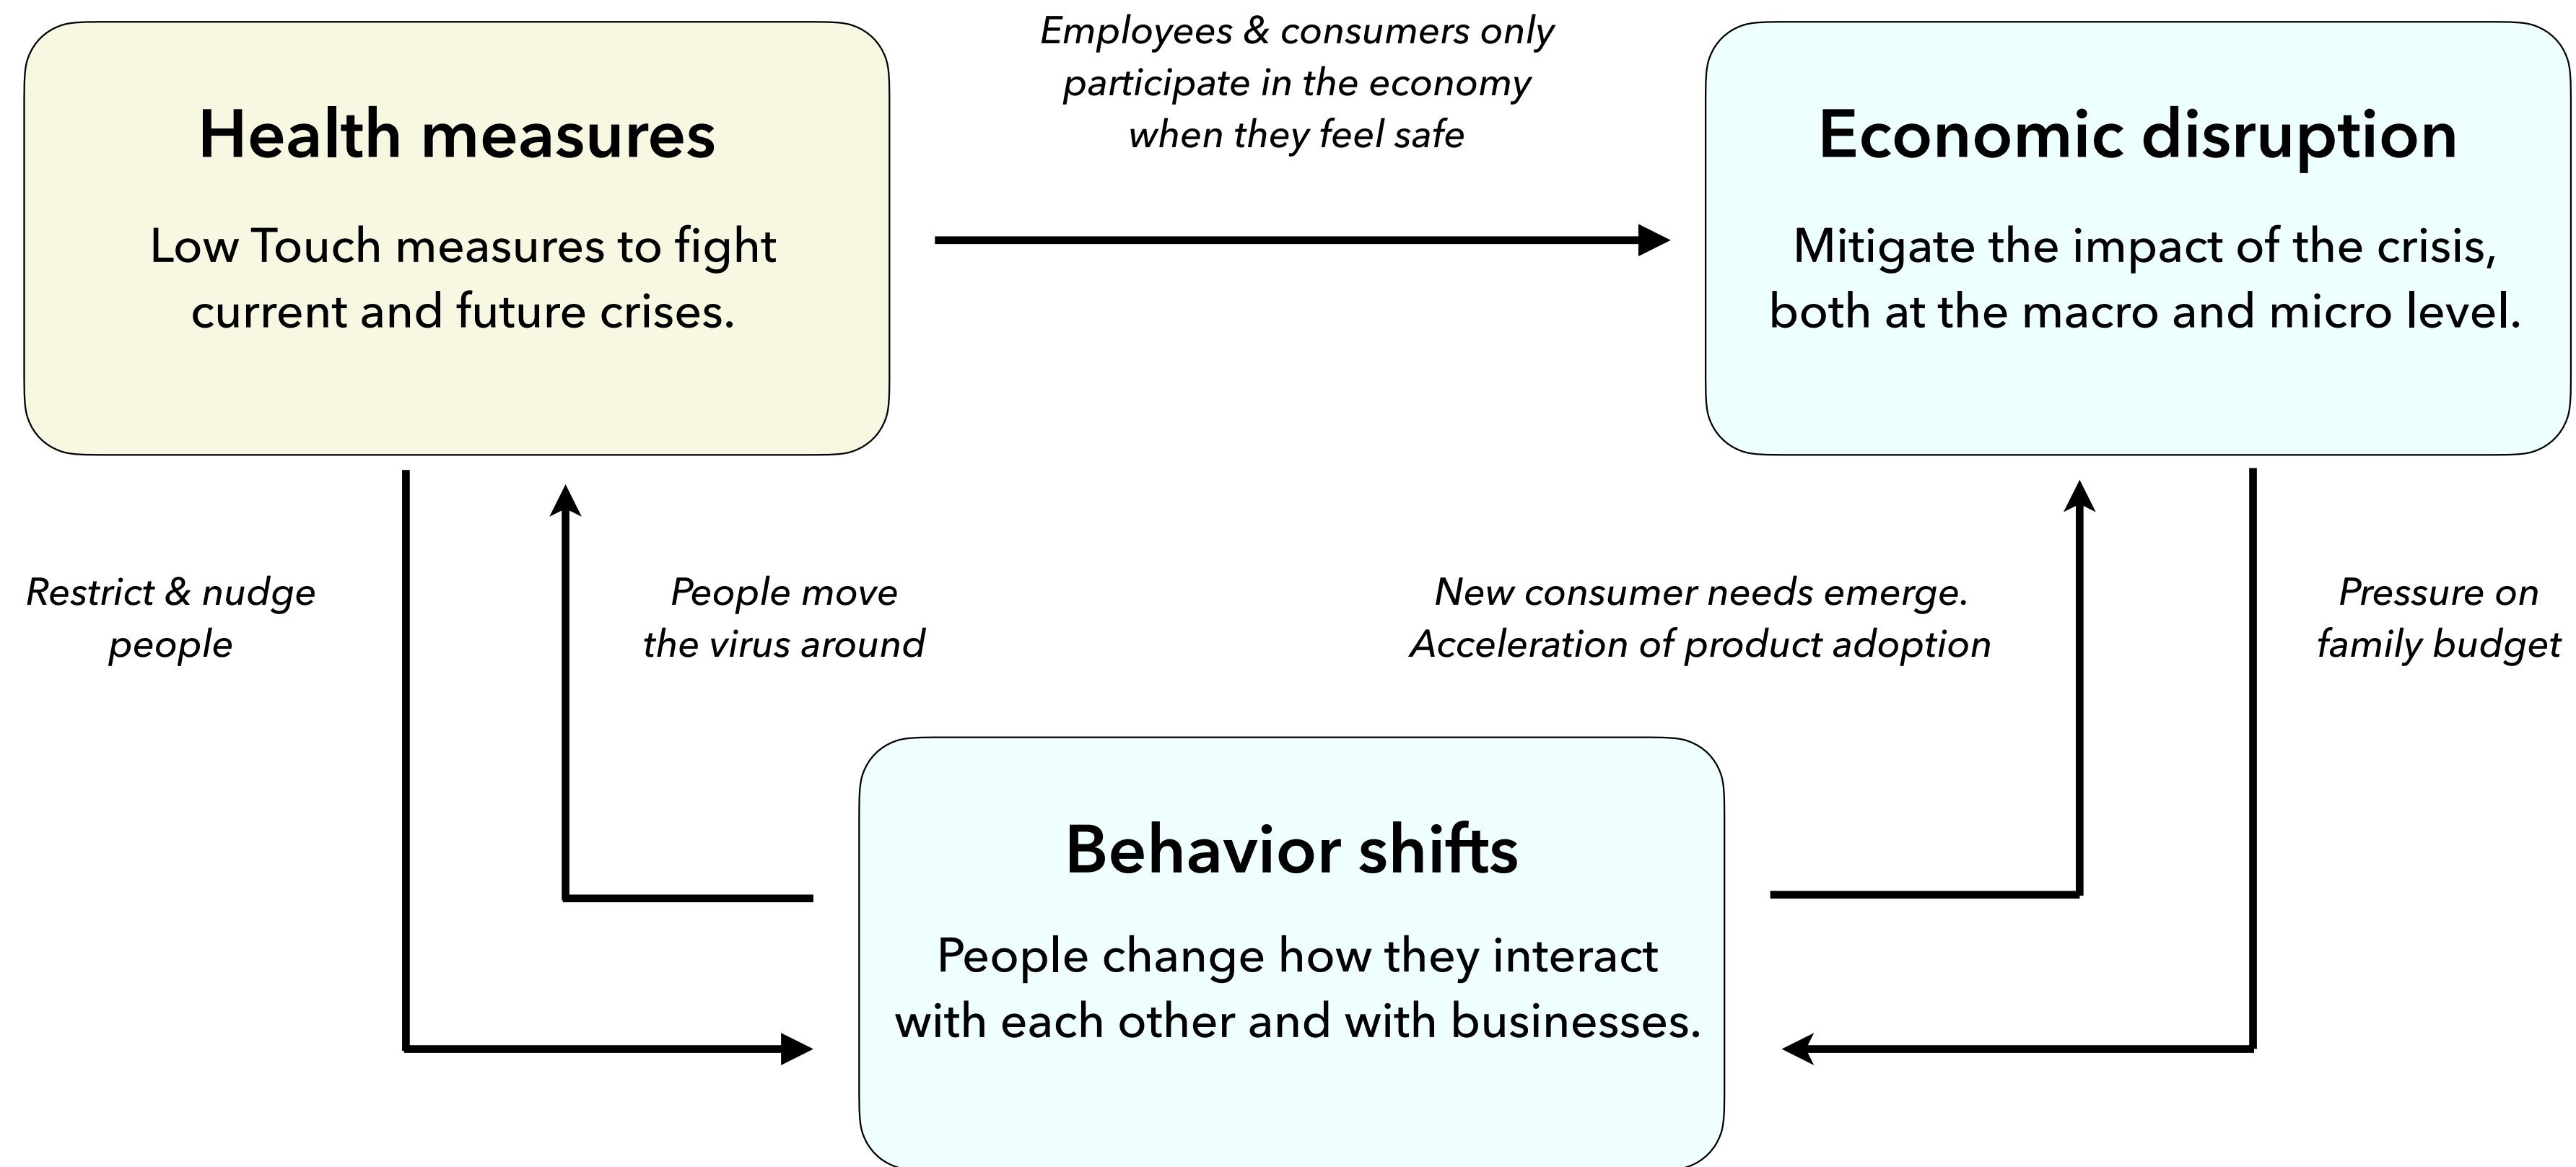 Employees & consumers only
participate in the economy
when they feel safe
Health measures
Low Touch measures to fight
current and future crises.
Economic disruption
Mitigate the impact of the crisis,
both at the macro and micro level.
Restrict & nudge
people
People move
the virus around
New consumer needs emerge.
Acceleration of product adoption
Pressure on
family budget
Behavior shifts
People change how they interact
with each other and with businesses.